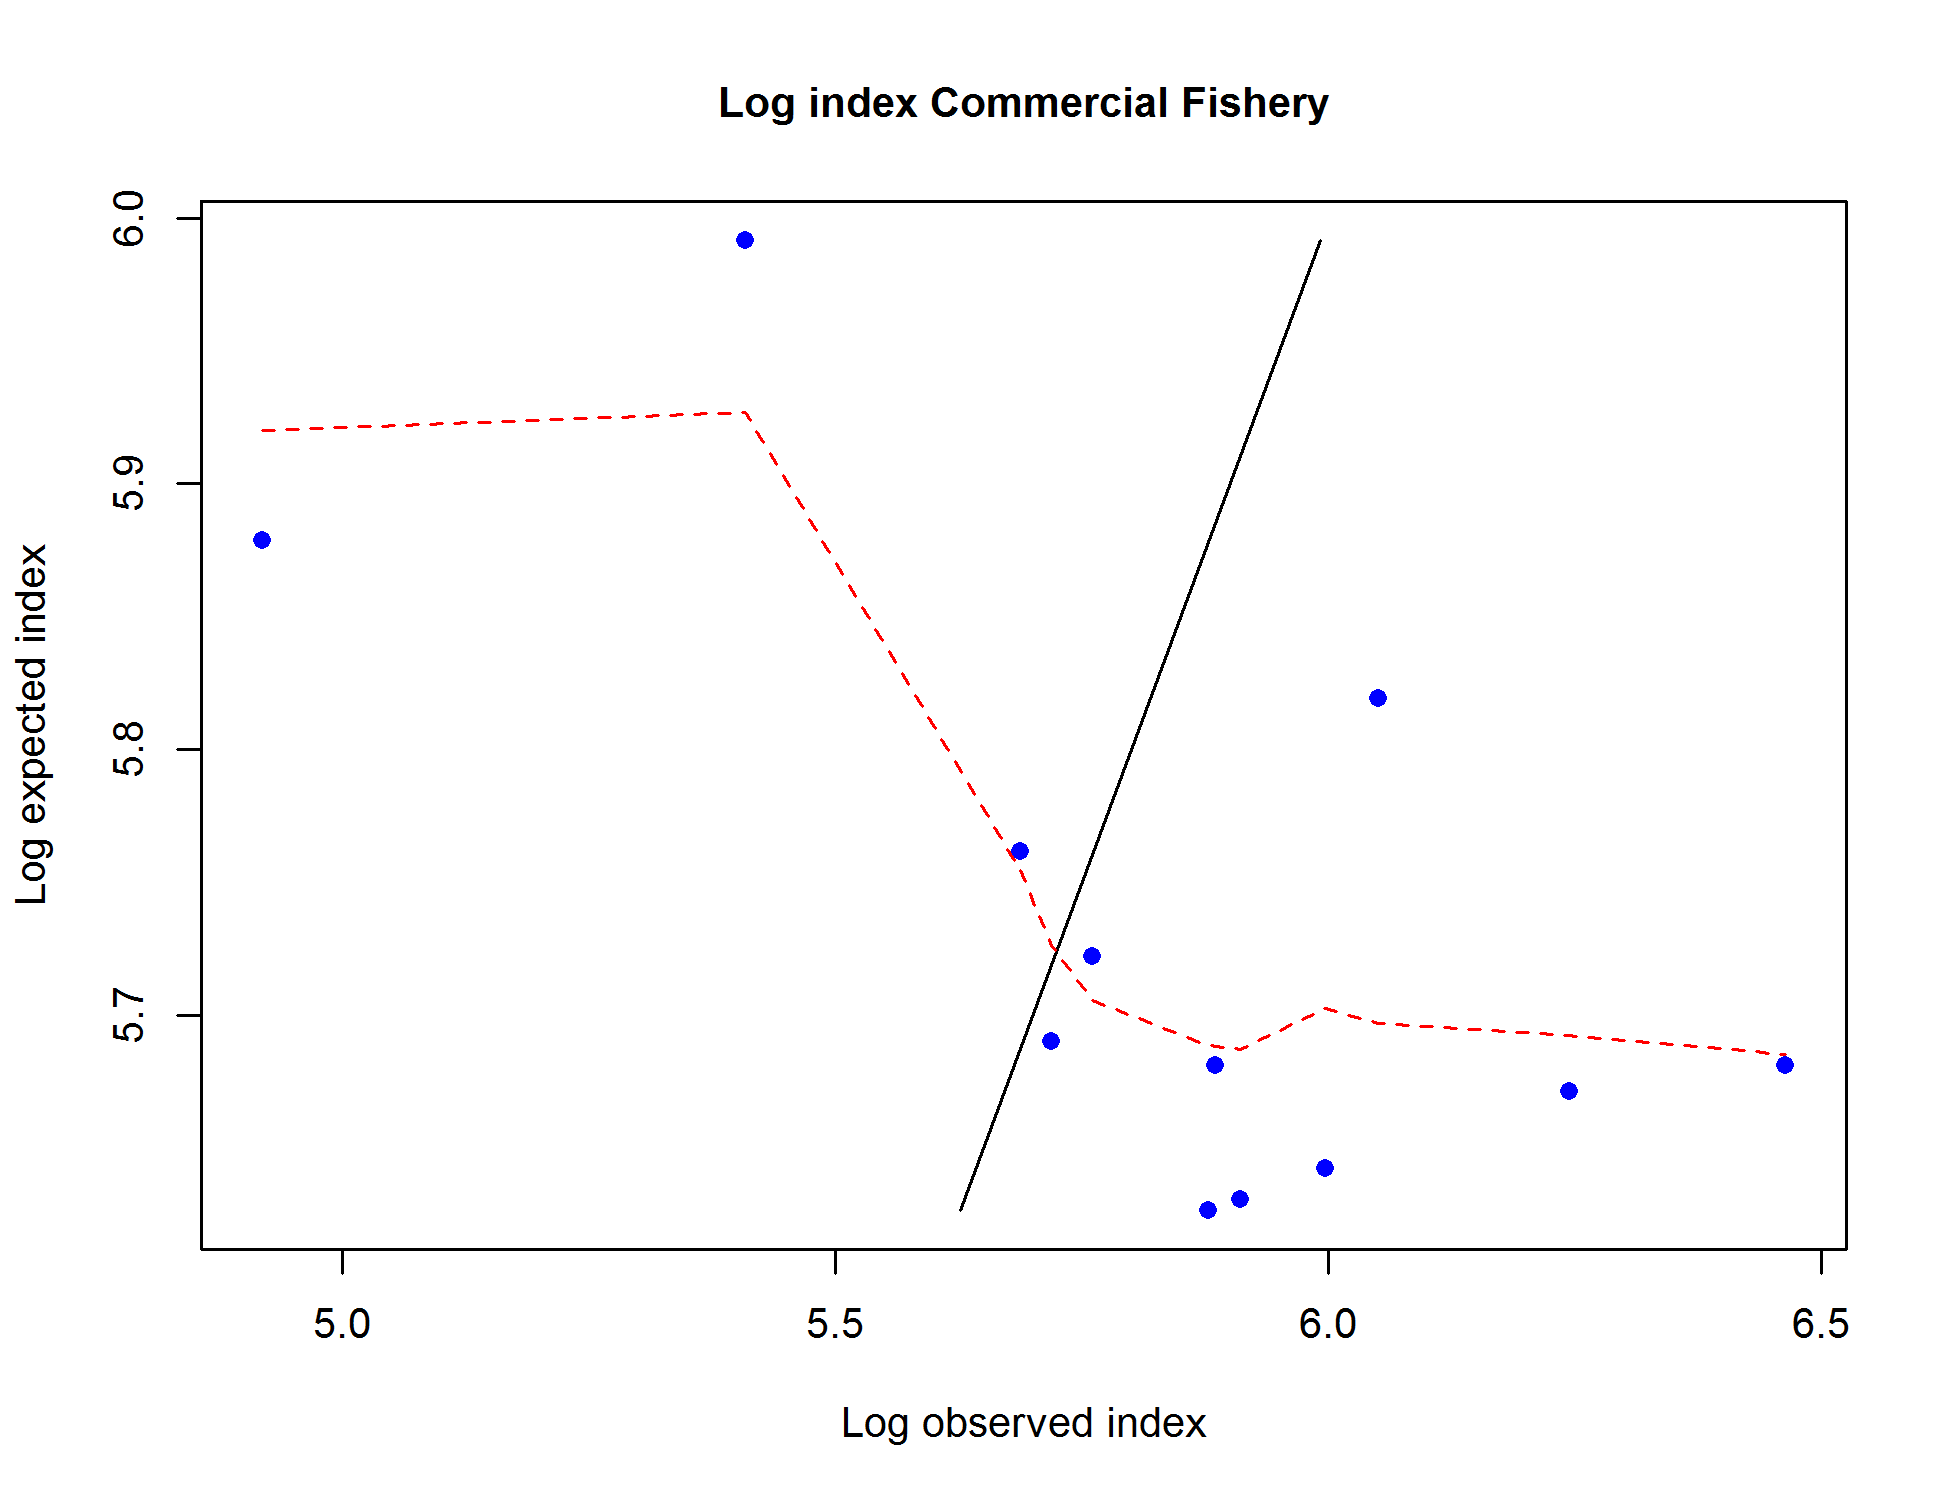 Log index Commercial Fishery
Log expected index
6.0
5.9
5.8
5.7
5.0 5.5 6.0 6.5
Log observed index